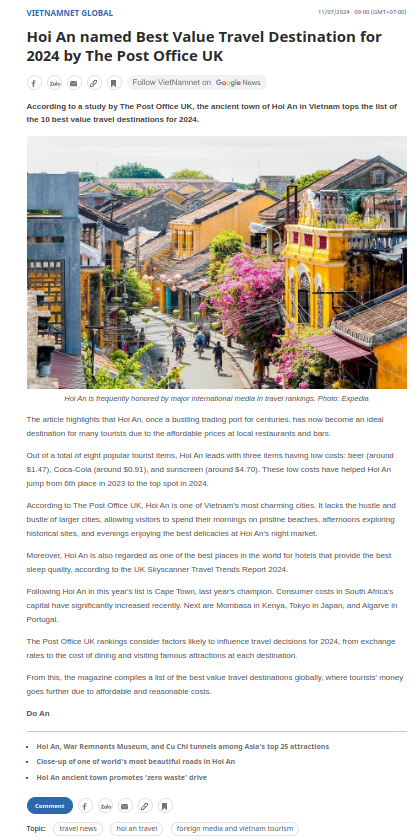 VIETNAMNET GLOBAL
11/07/2024 09:00 (GMT+07:00)
Hoi An named Best Value Travel Destination for
2024 by The Post Office UK
Zalo
Follow VietNamnet on Google News
According to a study by The Post Office UK, the ancient town of Hoi An in Vietnam tops the list of
the 10 best value travel destinations for 2024.
Hoi An is frequently honored by major international media in travel rankings. Photo: Expedia
The article highlights that Hoi An, once a bustling trading port for centuries, has now become an ideal
destination for many tourists due to the affordable prices at local restaurants and bars.
Out of a total of eight popular tourist items, Hoi An leads with three items having low costs: beer (around
$1.47), Coca-Cola (around $0.91), and sunscreen (around $4.70). These low costs have helped Hoi An
jump from 6th place in 2023 to the top spot in 2024.
According to The Post Office UK, Hoi An is one of Vietnam's most charming cities. It lacks the hustle and
bustle of larger cities, allowing visitors to spend their mornings on pristine beaches, afternoons exploring
historical sites, and evenings enjoying the best delicacies at Hoi An's night market.
Moreover, Hoi An is also regarded as one of the best places in the world for hotels that provide the best
sleep quality, according to the UK Skyscanner Travel Trends Report 2024.
Following Hoi An in this year's list is Cape Town, last year's champion. Consumer costs in South Africa's
capital have significantly increased recently. Next are Mombasa in Kenya, Tokyo in Japan, and Algarve in
Portugal.
The Post Office UK rankings consider factors likely to influence travel decisions for 2024, from exchange
rates to the cost of dining and visiting famous attractions at each destination.
From this, the magazine compiles a list of the best value travel destinations globally, where tourists' money
goes further due to affordable and reasonable costs.
Do An
Hoi An, War Remnants Museum, and Cu Chi tunnels among Asia's top 25 attractions
Close-up of one of world's most beautiful roads in Hoi An
Hoi An ancient town promotes 'zero waste' drive
Comment
Zalo
Topic:
travel news
hoi an travel
foreign media and vietnam tourism